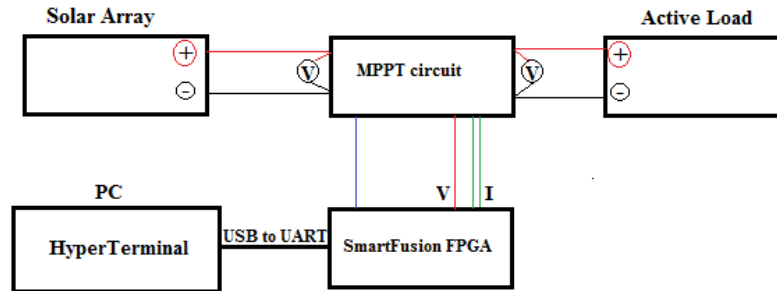 Solar Array
Active Load
+
V
MPPT circuit
V
+
-
-
PC
V
I
HyperTerminal
USB to UART
SmartFusion FPGA